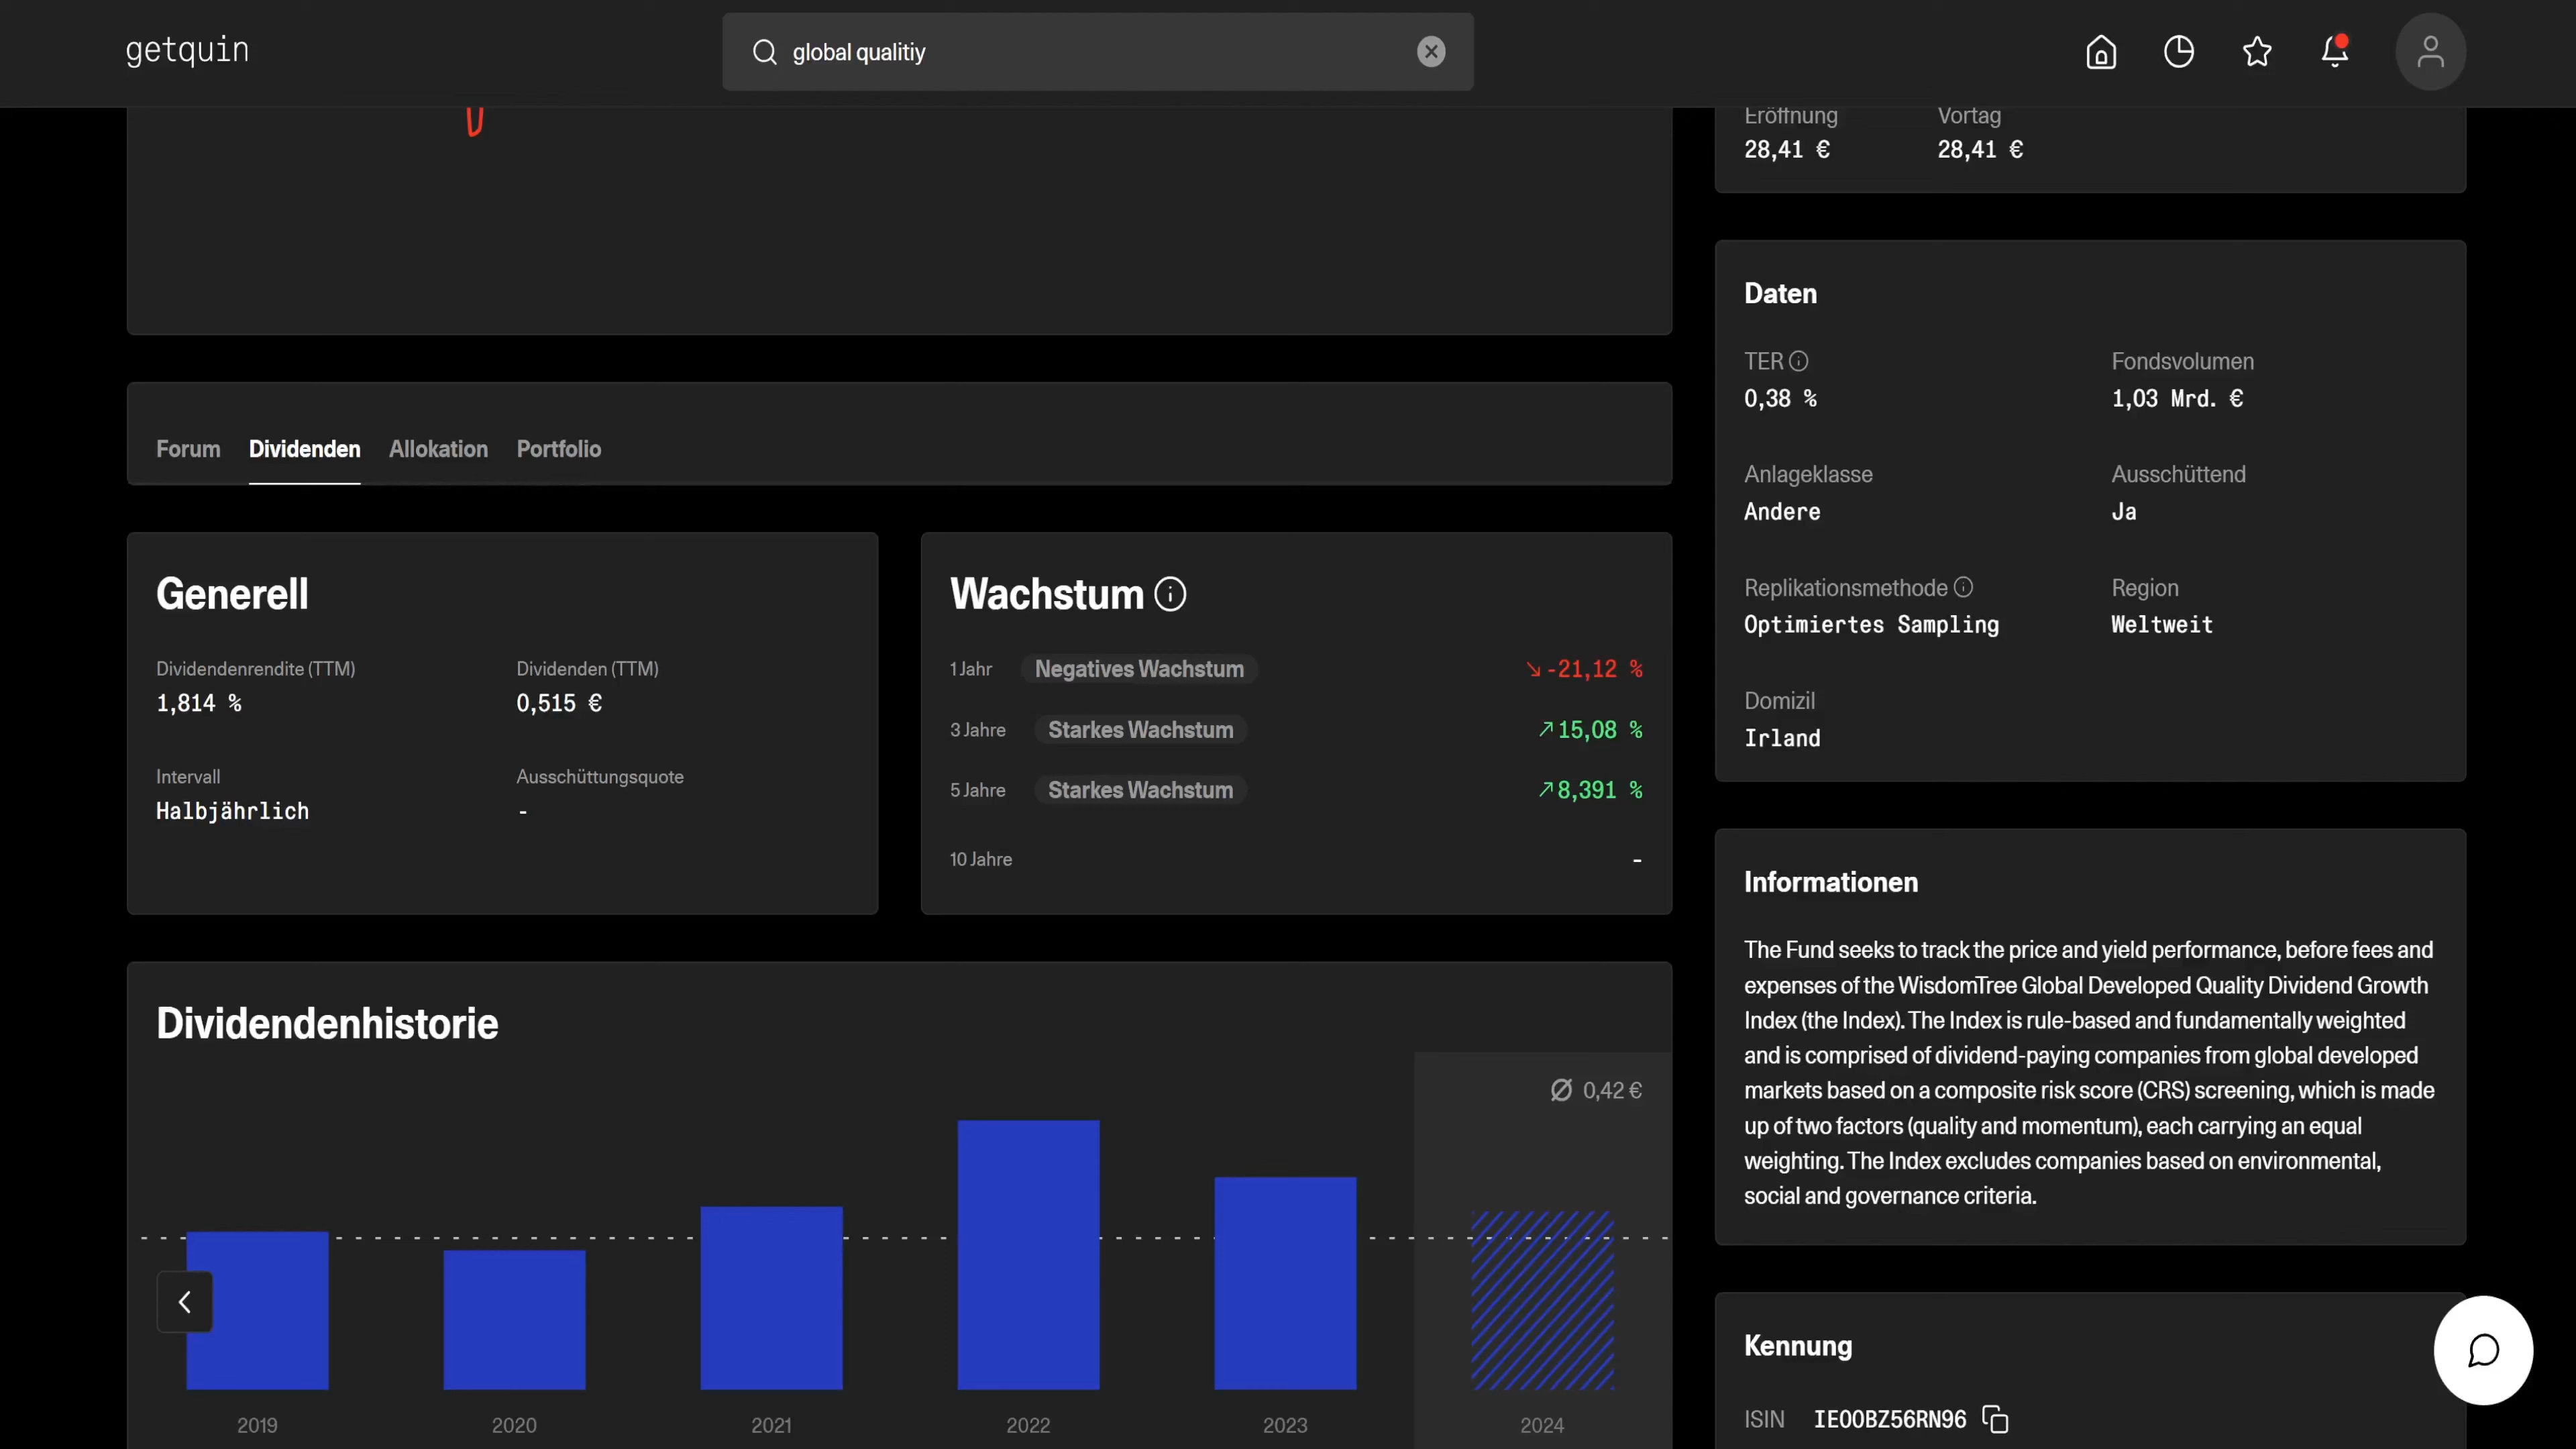 getquin
global qualitiy
Eröffnung
28,41 €
Vortag
28,41 €
Forum
Dividenden
Allokation
Portfolio
Generell
Dividendenrendite (TTM)
1,814 %
Dividenden (TTM)
0,515 €
Intervall
Halbjährlich
Ausschüttungsquote
-
Wachstum
1 Jahr Negatives Wachstum -21,12 %
3 Jahre Starkes Wachstum 15,08 %
5 Jahre Starkes Wachstum 8,391 %
10 Jahre -
Dividendenhistorie
Ø 0,42 €
2019 2020 2021 2022 2023 2024
Daten
TER
0,38 %
Fondsvolumen
1,03 Mrd. €
Anlageklasse
Andere
Ausschüttend
Ja
Replikationsmethode
Optimiertes Sampling
Region
Weltweit
Domizil
Irland
Informationen
The Fund seeks to track the price and yield performance, before fees and
expenses of the WisdomTree Global Developed Quality Dividend Growth
Index (the Index). The Index is rule-based and fundamentally weighted
and is comprised of dividend-paying companies from global developed
markets based on a composite risk score (CRS) screening, which is made
up of two factors (quality and momentum), each carrying an equal
weighting. The Index excludes companies based on environmental,
social and governance criteria.
Kennung
ISIN IE00BZ56RN96